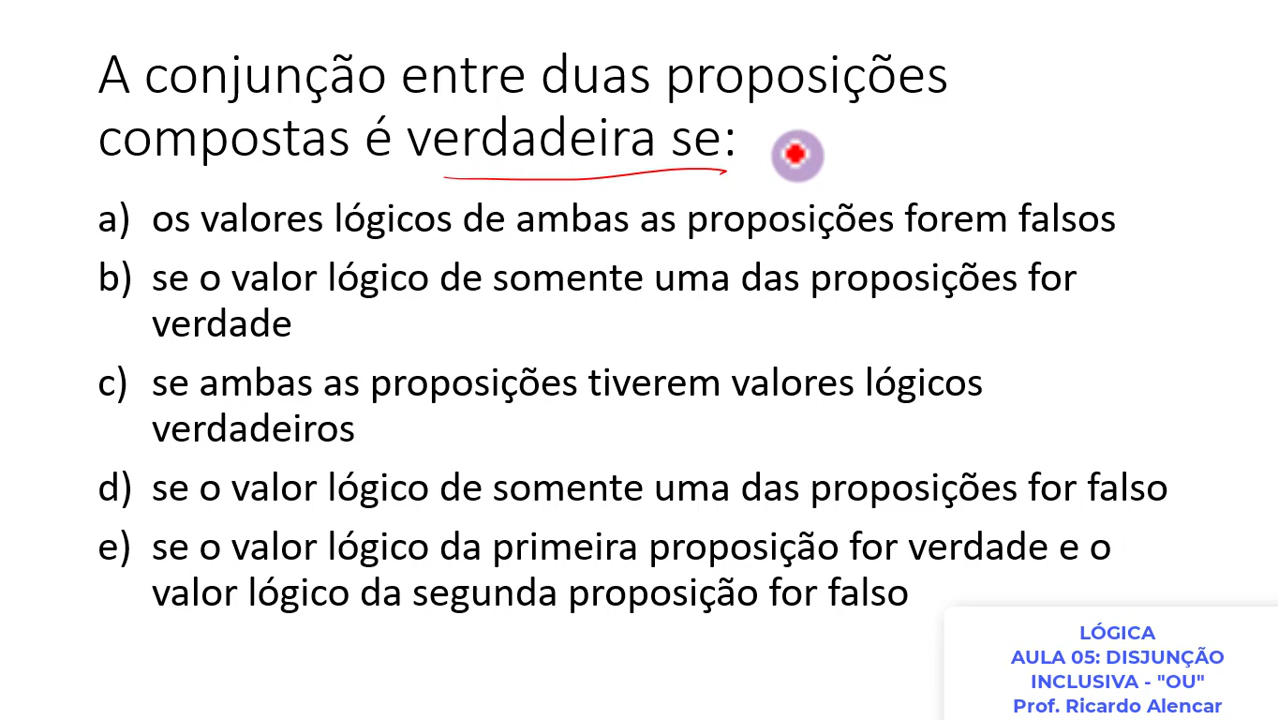 A conjunção entre duas proposições
compostas é verdadeira se:
a) os valores lógicos de ambas as proposições forem falsos
b) se o valor lógico de somente uma das proposições for
verdade
c) se ambas as proposições tiverem valores lógicos
verdadeiros
d) se o valor lógico de somente uma das proposições for falso
e) se o valor lógico da primeira proposição for verdade e o
valor lógico da segunda proposição for falso
LÓGICA
AULA 05: DISJUNÇÃO
INCLUSIVA - "OU"
Prof. Ricardo Alencar